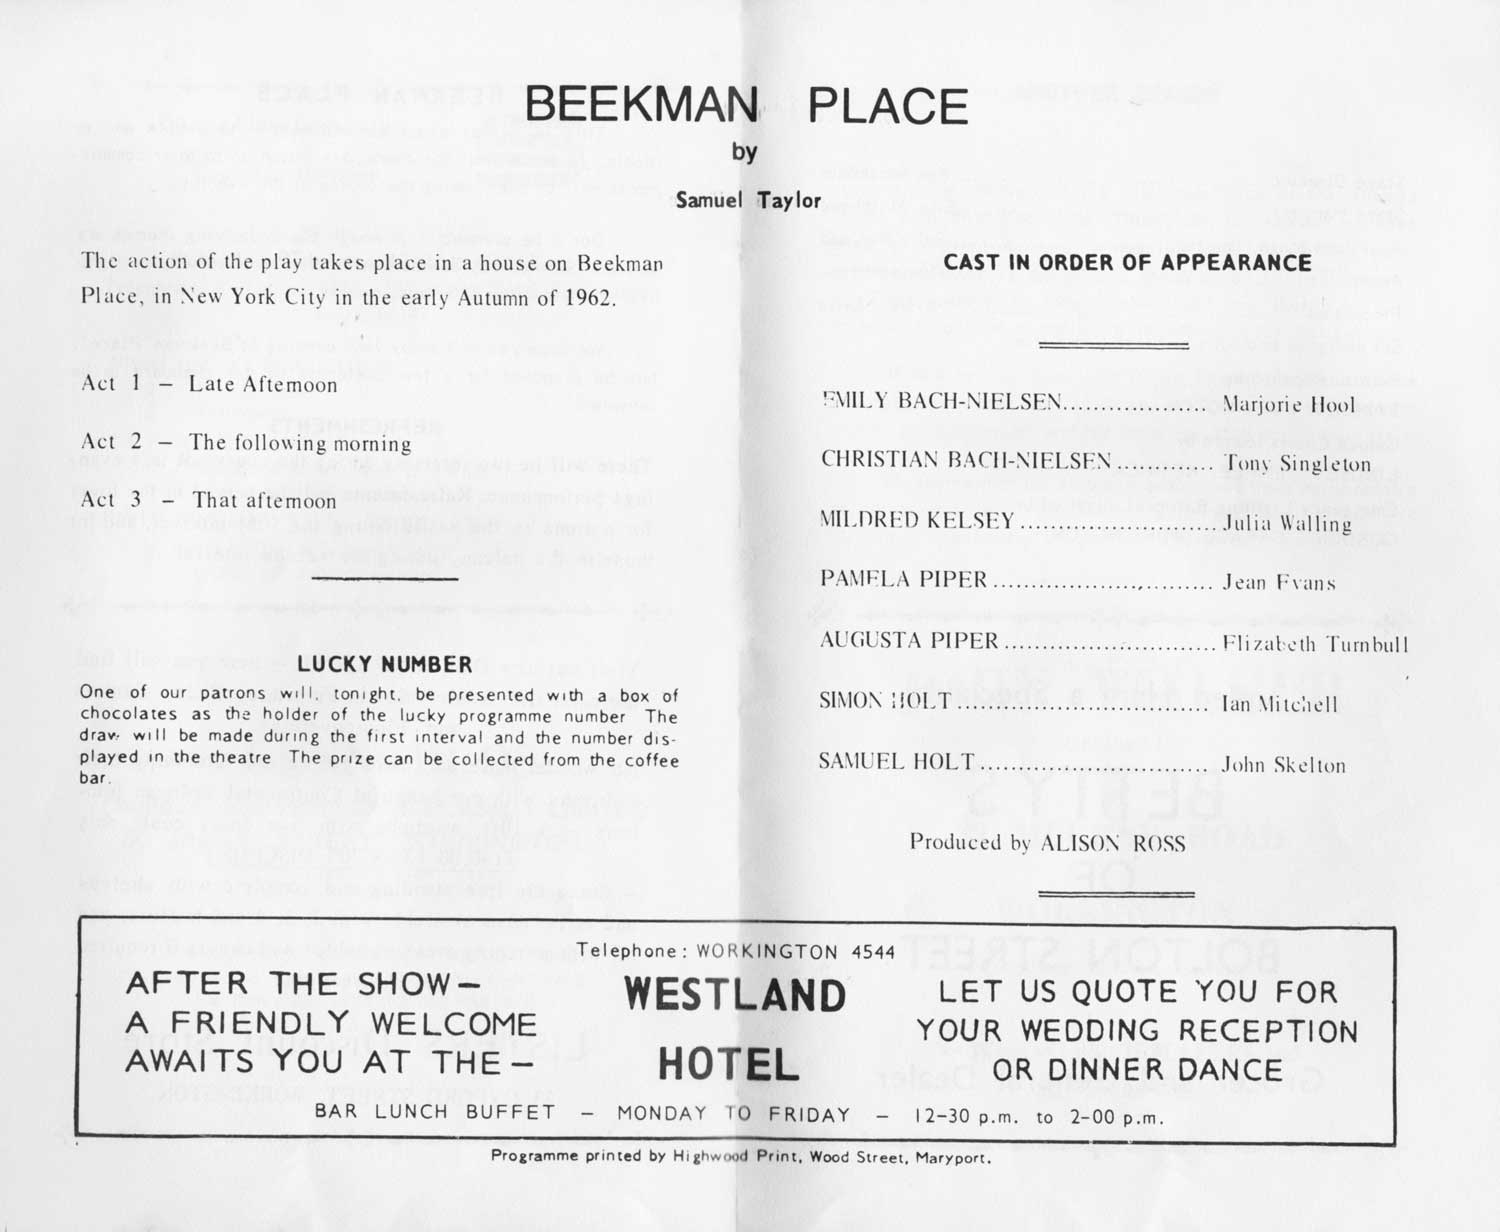 BEEKMAN PLACE
by
Samuel Taylor
The action of the play takes place in a house on Beekman
Place, in New York City in the early Autumn of 1962.
Act 1 – Late Afternoon
Act 2 – The following morning
Act 3 – That afternoon
LUCKY NUMBER
One of our patrons will, tonight, be presented with a box of
chocolates as the holder of the lucky programme number The
draw will be made during the first interval and the number dis-
played in the theatre The prize can be collected from the coffee
bar.
CAST IN ORDER OF APPEARANCE
EMILY BACH-NIELSEN.................. Marjorie Hool
CHRISTIAN BACH-NIELSEN............ Tony Singleton
MILDRED KELSEY........................ Julia Walling
PAMELA PIPER.......................... Jean Evans
AUGUSTA PIPER......................... Elizabeth Turnbull
SIMON HOLT............................. Ian Mitchell
SAMUEL HOLT........................... John Skelton
Produced by ALISON ROSS
Telephone: WORKINGTON 4544
AFTER THE SHOW –
A FRIENDLY WELCOME
AWAITS YOU AT THE –
WESTLAND
HOTEL
LET US QUOTE YOU FOR
YOUR WEDDING RECEPTION
OR DINNER DANCE
BAR LUNCH BUFFET – MONDAY TO FRIDAY – 12–30 p.m. to 2–00 p.m.
Programme printed by Highwood Print, Wood Street, Maryport.